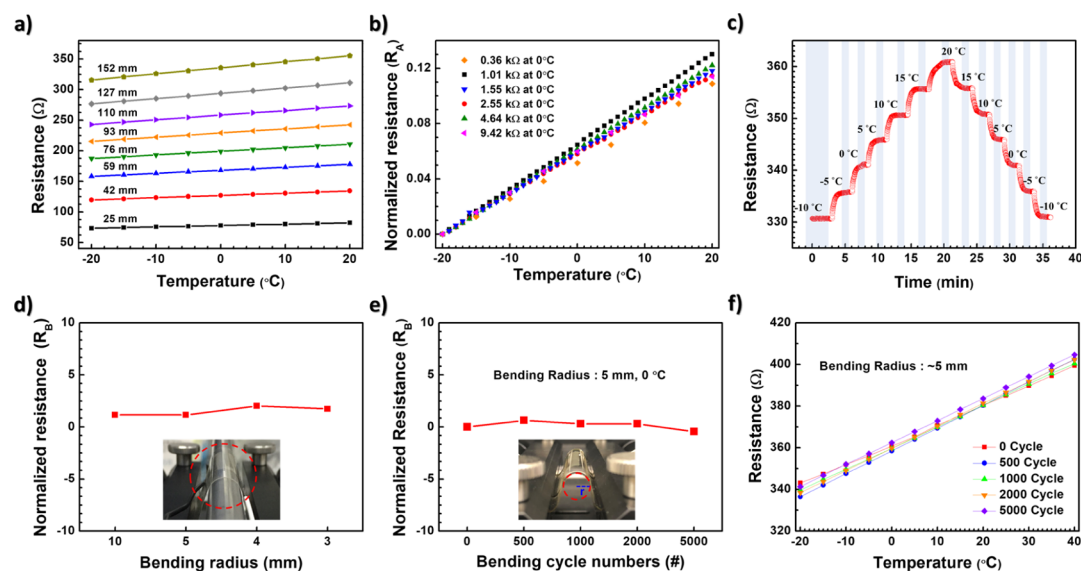 a)
Resistance (Ω)
350
300
250
200
150
100
50
152 mm
127 mm
110 mm
93 mm
76 mm
59 mm
42 mm
25 mm
-20 -10 0 10 20
Temperature (°C)
b)
Normalized resistance (R_A)
0.12
0.08
0.04
0.00
0.36 kΩ at 0°C
1.01 kΩ at 0°C
1.55 kΩ at 0°C
2.55 kΩ at 0°C
4.64 kΩ at 0°C
9.42 kΩ at 0°C
-20 -10 0 10 20
Temperature (°C)
c)
Resistance (Ω)
360
350
340
330
-10 °C
-5 °C
0 °C
5 °C
10 °C
15 °C
20 °C
15 °C
10 °C
5 °C
0 °C
-5 °C
-10 °C
0 5 10 15 20 25 30 35 40
Time (min)
d)
Normalized resistance (R_B)
10
5
0
-5
-10
10 5 4 3
Bending radius (mm)
e)
Normalized Resistance (R_B)
10
5
0
-5
-10
Bending Radius : 5 mm, 0 °C
r
0 500 1000 2000 5000
Bending cycle numbers (#)
f)
Resistance (Ω)
420
400
380
360
340
320
Bending Radius : ~5 mm
0 Cycle
500 Cycle
1000 Cycle
2000 Cycle
5000 Cycle
-20 -10 0 10 20 30 40
Temperature (°C)